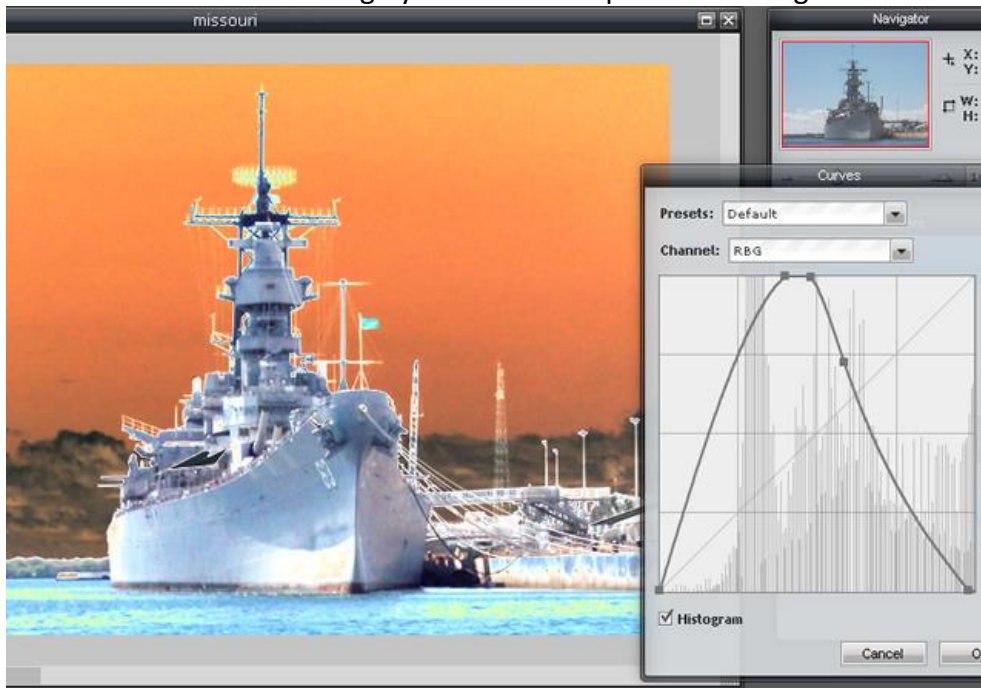 missouri
Navigator
X:
Y:
W:
H:
Curves
Presets: Default
Channel: RBG
Histogram
Cancel